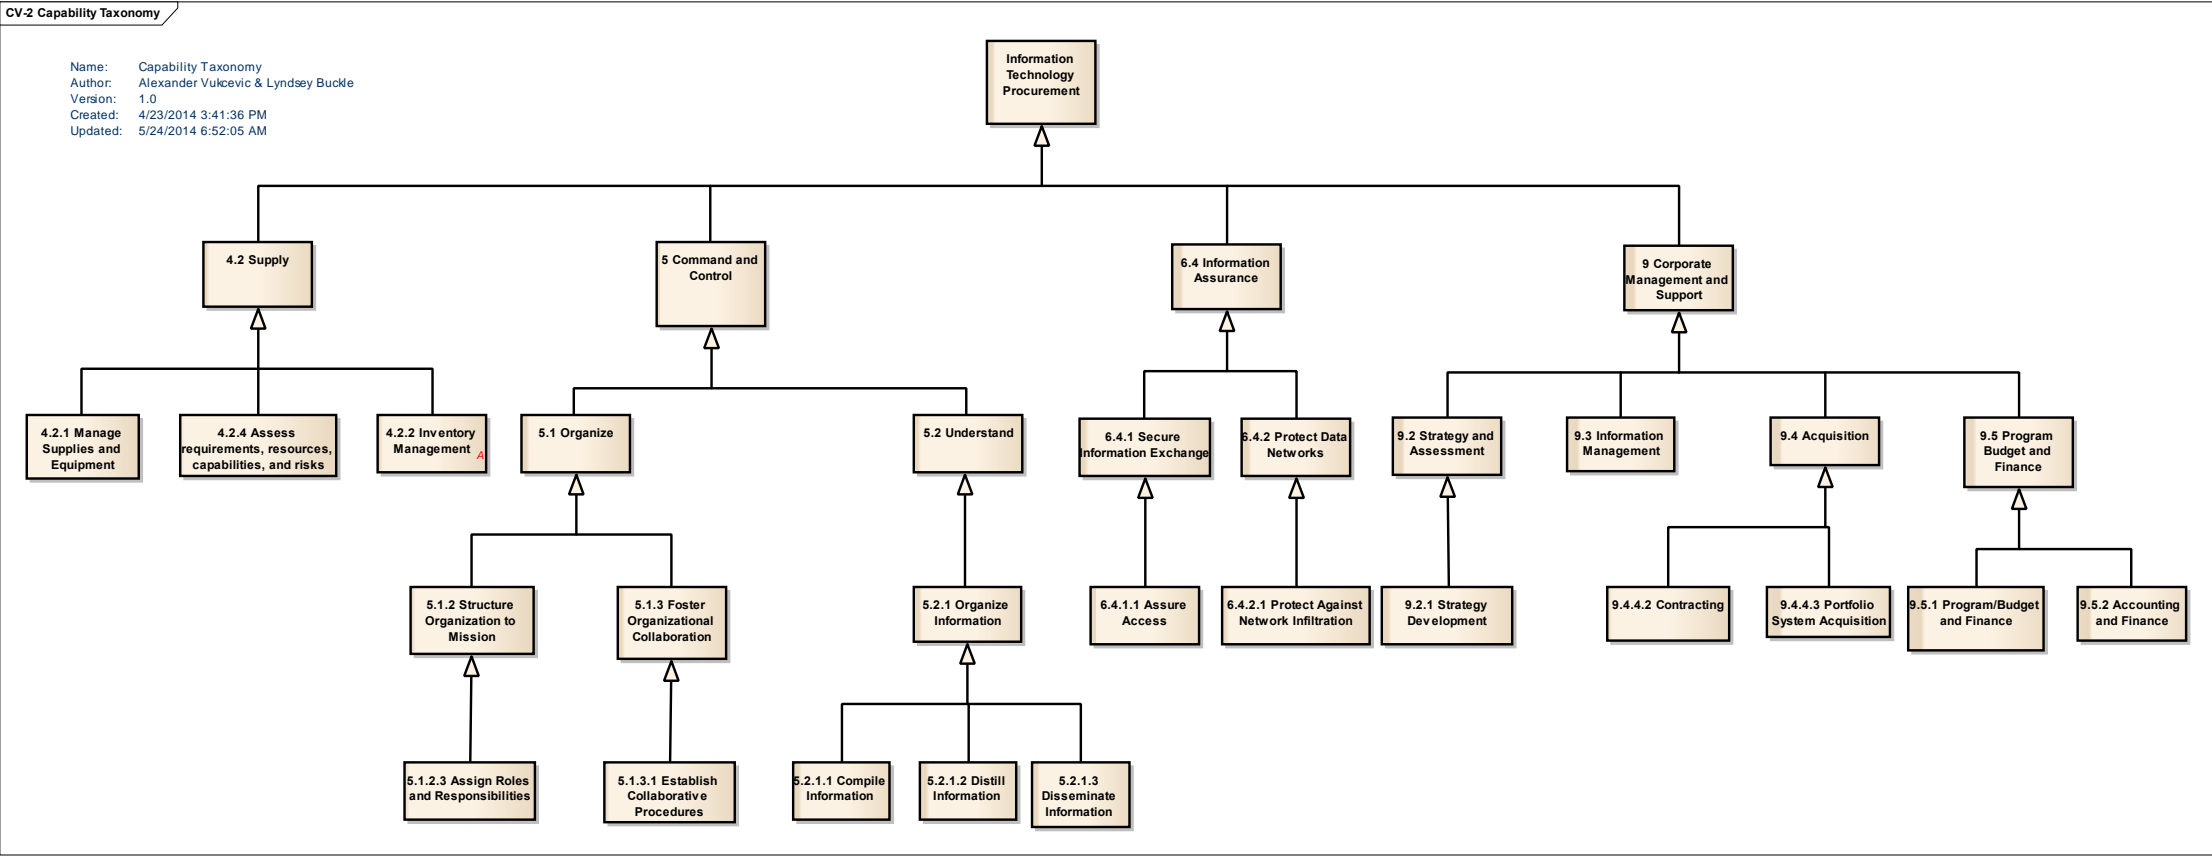 CV-2 Capability Taxonomy
Name: Capability Taxonomy
Author: Alexander Vukcevic & Lyndsey Buckle
Version: 1.0
Created: 4/23/2014 3:41:36 PM
Updated: 5/24/2014 6:52:05 AM
Information
Technology
Procurement
4.2 Supply
5 Command and
Control
6.4 Information
Assurance
9 Corporate
Management and
Support
4.2.1 Manage
Supplies and
Equipment
4.2.4 Assess
requirements, resources,
capabilities, and risks
4.2.2 Inventory
Management
A
5.1 Organize
5.2 Understand
6.4.1 Secure
Information Exchange
6.4.2 Protect Data
Networks
9.2 Strategy and
Assessment
9.3 Information
Management
9.4 Acquisition
9.5 Program
Budget and
Finance
5.1.2 Structure
Organization to
Mission
5.1.3 Foster
Organizational
Collaboration
5.2.1 Organize
Information
6.4.1.1 Assure
Access
6.4.2.1 Protect Against
Network Infiltration
9.2.1 Strategy
Development
9.4.4.2 Contracting
9.4.4.3 Portfolio
System Acquisition
9.5.1 Program/Budget
and Finance
9.5.2 Accounting
and Finance
5.1.2.3 Assign Roles
and Responsibilities
5.1.3.1 Establish
Collaborative
Procedures
5.2.1.1 Compile
Information
5.2.1.2 Distill
Information
5.2.1.3
Disseminate
Information